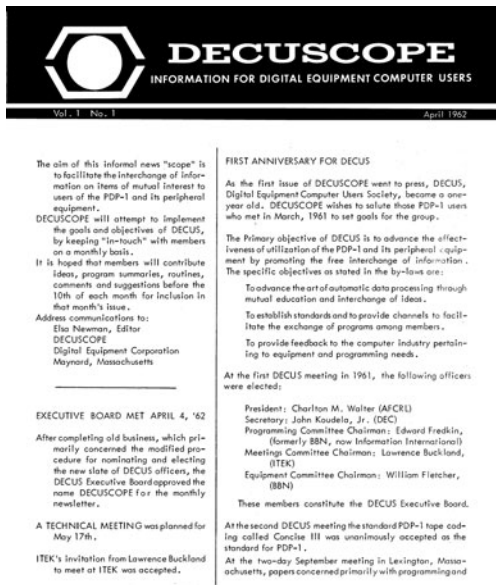 DECUSCOPE
INFORMATION FOR DIGITAL EQUIPMENT COMPUTER USERS
Vol. 1 No. 1
April 1962
The aim of this informal news "scope" is
to facilitate the interchange of infor-
mation on items of mutual interest to
users of the PDP-1 and its peripheral
equipment.
DECUSCOPE will attempt to implement
the goals and objectives of DECUS,
by keeping "in-touch" with members
on a monthly basis.
It is hoped that members will contribute
ideas, program summaries, routines,
comments and suggestions before the
10th of each month for inclusion in
that month's issue.
Address communications to:
Elsa Newman, Editor
DECUSCOPE
Digital Equipment Corporation
Maynard, Massachusetts
EXECUTIVE BOARD MET APRIL 4, '62
After completing old business, which pri-
marily concerned the modified pro-
cedure for nominating and electing
the new slate of DECUS officers, the
DECUS Executive Board approved the
name DECUSCOPE for the monthly
newsletter.
A TECHNICAL MEETING was planned for
May 17th.
ITEK's invitation from Lawrence Buckland
to meet at ITEK was accepted.
FIRST ANNIVERSARY FOR DECUS
As the first issue of DECUSCOPE went to press, DECUS,
Digital Equipment Computer Users Society, became a one-
year old. DECUSCOPE wishes to salute those PDP-1 users
who met in March, 1961 to set goals for the group.
The Primary objective of DECUS is to advance the effect-
iveness of utilization of the PDP-1 and its peripheral equip-
ment by promoting the free interchange of information.
The specific objectives as stated in the by-laws are:
To advance the art of automatic data processing through
mutual education and interchange of ideas.
To establish standards and to provide channels to facil-
itate the exchange of programs among members.
To provide feedback to the computer industry pertain-
ing to equipment and programming needs.
At the first DECUS meeting in 1961, the following officers
were elected:
President: Charlton M. Walter (AFCRL)
Secretary: John Koudela, Jr. (DEC)
Programming Committee Chairman: Edward Fredkin,
(formerly BBN, now Information International)
Meetings Committee Chairman: Lawrence Buckland,
(ITEK)
Equipment Committee Chairman: William Fletcher,
(BBN)
These members constitute the DECUS Executive Board.
At the second DECUS meeting the standard PDP-1 tape cod-
ing called Concise III was unanimously accepted as the
standard for PDP-1.
At the two-day September meeting in Lexington, Massa-
achusetts, papers concerned primarily with programming and